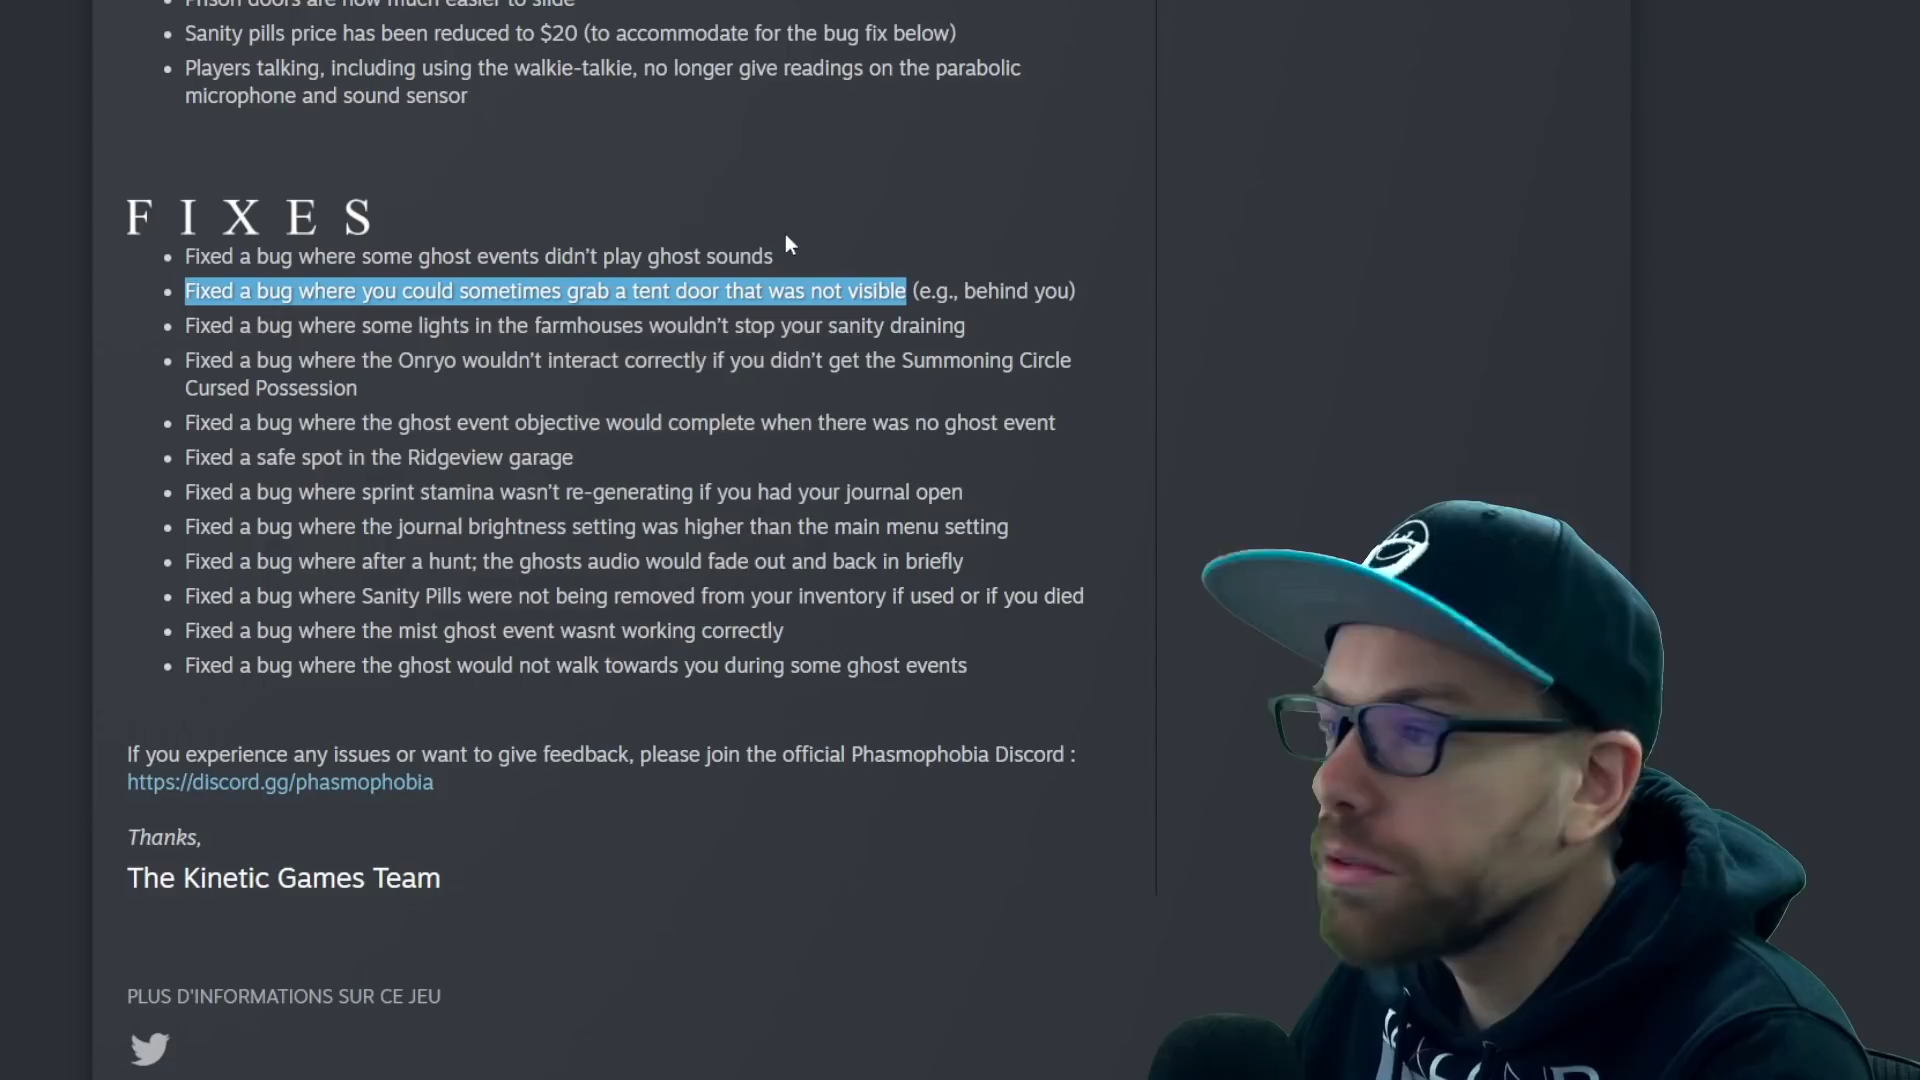 Prison doors are now much easier to slide
Sanity pills price has been reduced to $20 (to accommodate for the bug fix below)
Players talking, including using the walkie-talkie, no longer give readings on the parabolic
microphone and sound sensor
F I X E S
Fixed a bug where some ghost events didn't play ghost sounds
Fixed a bug where you could sometimes grab a tent door that was not visible (e.g., behind you)
Fixed a bug where some lights in the farmhouses wouldn't stop your sanity draining
Fixed a bug where the Onryo wouldn't interact correctly if you didn't get the Summoning Circle
Cursed Possession
Fixed a bug where the ghost event objective would complete when there was no ghost event
Fixed a safe spot in the Ridgeview garage
Fixed a bug where sprint stamina wasn't re-generating if you had your journal open
Fixed a bug where the journal brightness setting was higher than the main menu setting
Fixed a bug where after a hunt; the ghosts audio would fade out and back in briefly
Fixed a bug where Sanity Pills were not being removed from your inventory if used or if you died
Fixed a bug where the mist ghost event wasnt working correctly
Fixed a bug where the ghost would not walk towards you during some ghost events
If you experience any issues or want to give feedback, please join the official Phasmophobia Discord :
https://discord.gg/phasmophobia
Thanks,
The Kinetic Games Team
PLUS D'INFORMATIONS SUR CE JEU